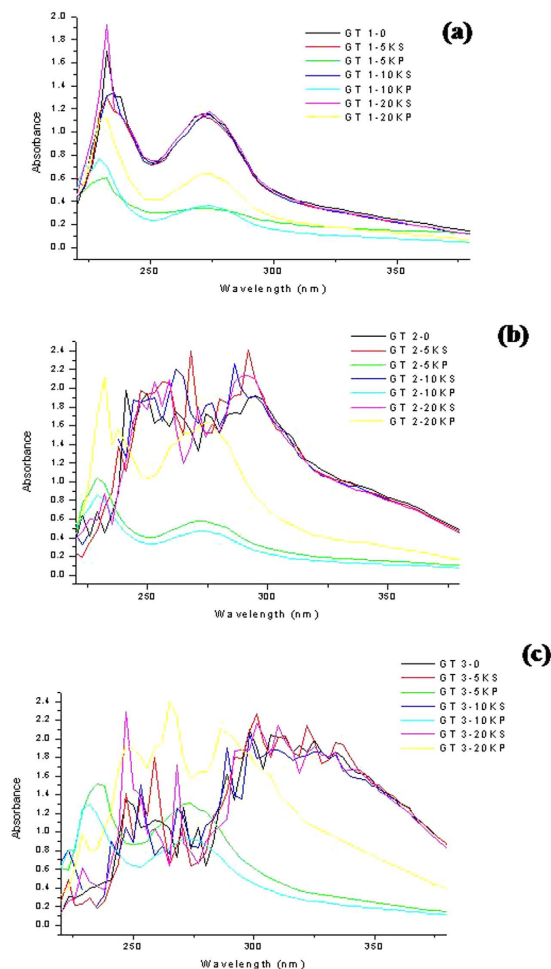 (a)
GT 1-0
GT 1-5KS
GT 1-5KP
GT 1-10KS
GT 1-10KP
GT 1-20KS
GT 1-20KP
Absorbance
2.0
1.8
1.6
1.4
1.2
1.0
0.8
0.6
0.4
0.2
0.0
250 300 350
Wavelength (nm)
(b)
GT 2-0
GT 2-5KS
GT 2-5KP
GT 2-10KS
GT 2-10KP
GT 2-20KS
GT 2-20KP
Absorbance
2.4
2.2
2.0
1.8
1.6
1.4
1.2
1.0
0.8
0.6
0.4
0.2
0.0
250 300 350
Wavelength (nm)
(c)
GT 3-0
GT 3-5KS
GT 3-5KP
GT 3-10KS
GT 3-10KP
GT 3-20KS
GT 3-20KP
Absorbance
2.4
2.2
2.0
1.8
1.6
1.4
1.2
1.0
0.8
0.6
0.4
0.2
0.0
250 300 350
Wavelength (nm)